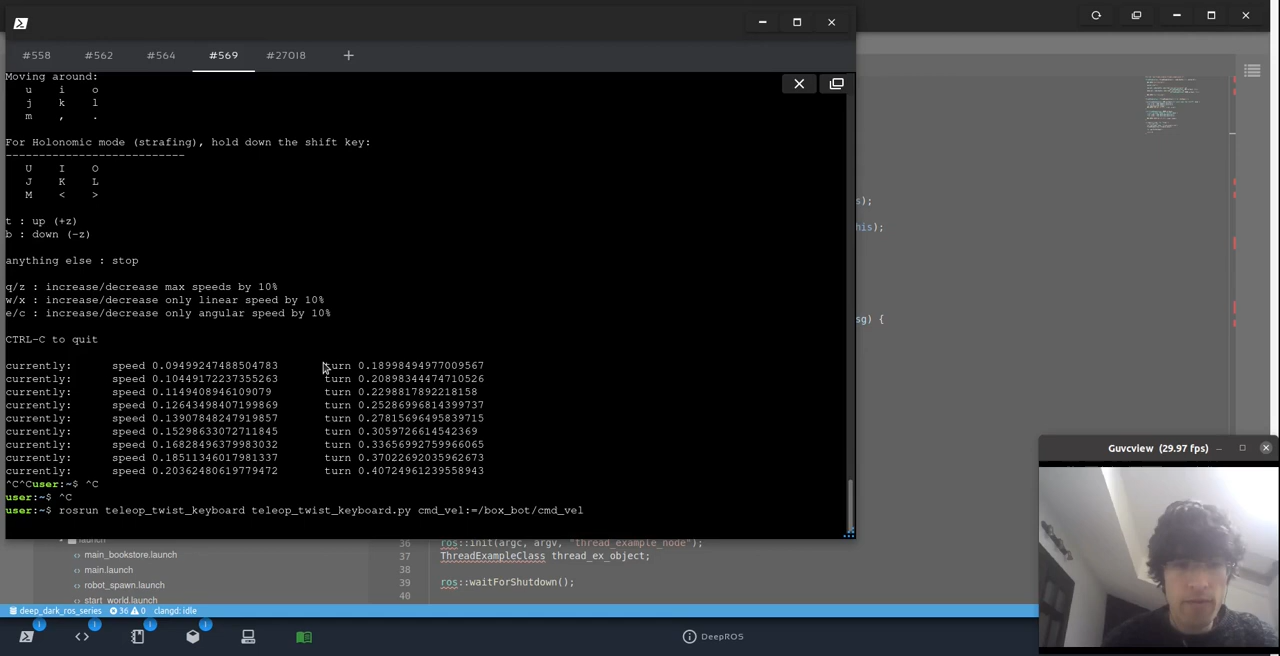 #558 #562 #564 #569 #27018 +
Moving around:
u i o
j k l
m , .
For Holonomic mode (strafing), hold down the shift key:
---------------------------
U I O
J K L
M < >
t : up (+z)
b : down (-z)
anything else : stop
q/z : increase/decrease max speeds by 10%
w/x : increase/decrease only linear speed by 10%
e/c : increase/decrease only angular speed by 10%
CTRL-C to quit
currently: speed 0.09499247488504783 turn 0.18998494977009567
currently: speed 0.10449172237355263 turn 0.20898344474710526
currently: speed 0.1149408946109079 turn 0.2298817892218158
currently: speed 0.12643498407199869 turn 0.25286996814399737
currently: speed 0.13907848247919857 turn 0.27815696495839715
currently: speed 0.15298633072711845 turn 0.3059726614542369
currently: speed 0.16828496379983032 turn 0.33656992759966065
currently: speed 0.18511346017981337 turn 0.37022692035962673
currently: speed 0.20362480619779472 turn 0.40724961239558943
^C^Cuser:~$ ^C
user:~$ ^C
user:~$ rosrun teleop_twist_keyboard teleop_twist_keyboard.py cmd_vel:=/box_bot/cmd_vel
s);
his);
sg) {
Guvcview (29.97 fps)
launch
main_bookstore.launch
main.launch
robot_spawn.launch
start_world.launch
36 ros::init(argc, argv, "thread_example_node");
37 ThreadExampleClass thread_ex_object;
38
39 ros::waitForShutdown();
40
deep_dark_ros_series 36 0 clangd: idle
DeepROS